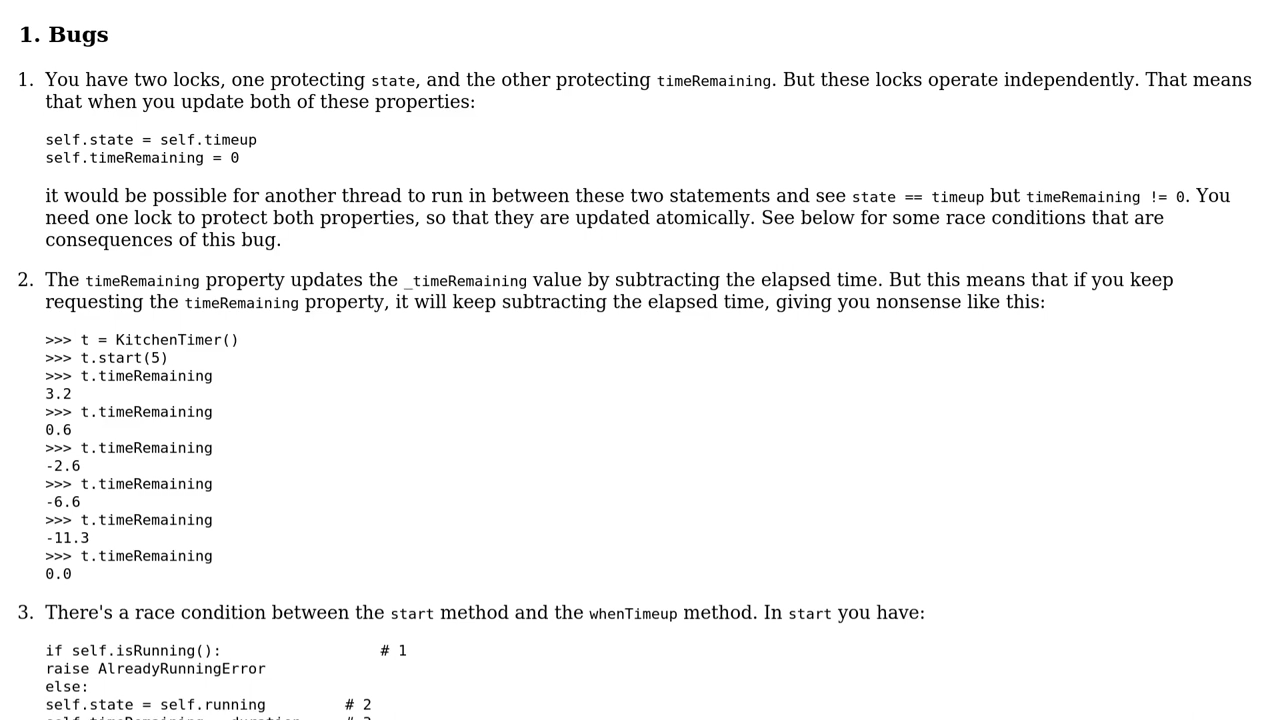 1. Bugs
1. You have two locks, one protecting state, and the other protecting timeRemaining. But these locks operate independently. That means
that when you update both of these properties:
self.state = self.timeup
self.timeRemaining = 0
it would be possible for another thread to run in between these two statements and see state == timeup but timeRemaining != 0. You
need one lock to protect both properties, so that they are updated atomically. See below for some race conditions that are
consequences of this bug.
2. The timeRemaining property updates the _timeRemaining value by subtracting the elapsed time. But this means that if you keep
requesting the timeRemaining property, it will keep subtracting the elapsed time, giving you nonsense like this:
>>> t = KitchenTimer()
>>> t.start(5)
>>> t.timeRemaining
3.2
>>> t.timeRemaining
0.6
>>> t.timeRemaining
-2.6
>>> t.timeRemaining
-6.6
>>> t.timeRemaining
-11.3
>>> t.timeRemaining
0.0
3. There's a race condition between the start method and the whenTimeup method. In start you have:
if self.isRunning():                  # 1
raise AlreadyRunningError
else:
self.state = self.running         # 2